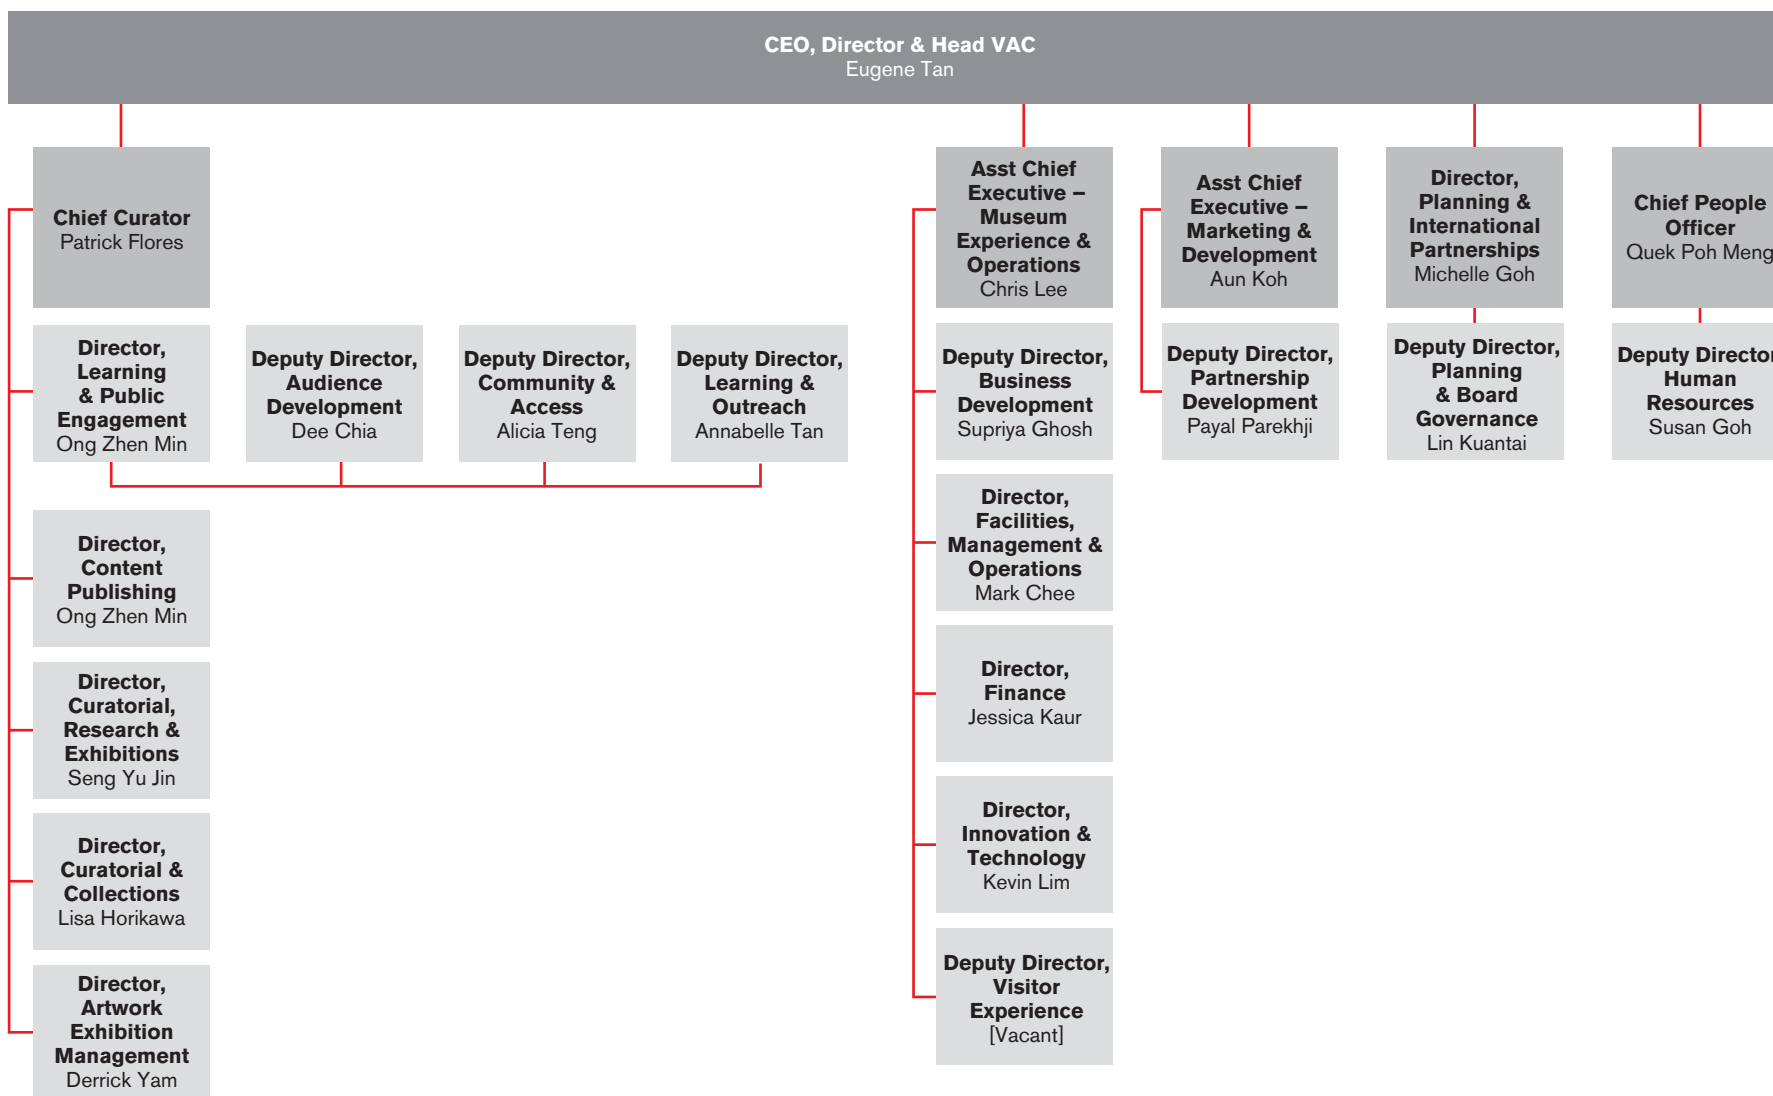 CEO, Director & Head VAC
Eugene Tan
Chief Curator
Patrick Flores
Asst Chief
Executive –
Museum
Experience &
Operations
Chris Lee
Asst Chief
Executive –
Marketing &
Development
Aun Koh
Director,
Planning &
International
Partnerships
Michelle Goh
Chief People
Officer
Quek Poh Meng
Director,
Learning
& Public
Engagement
Ong Zhen Min
Deputy Director,
Audience
Development
Dee Chia
Deputy Director,
Community &
Access
Alicia Teng
Deputy Director,
Learning &
Outreach
Annabelle Tan
Deputy Director,
Business
Development
Supriya Ghosh
Deputy Director,
Partnership
Development
Payal Parekhji
Deputy Director,
Planning
& Board
Governance
Lin Kuantai
Deputy Director
Human
Resources
Susan Goh
Director,
Content
Publishing
Ong Zhen Min
Director,
Facilities,
Management &
Operations
Mark Chee
Director,
Curatorial,
Research &
Exhibitions
Seng Yu Jin
Director,
Finance
Jessica Kaur
Director,
Curatorial &
Collections
Lisa Horikawa
Director,
Innovation &
Technology
Kevin Lim
Director,
Artwork
Exhibition
Management
Derrick Yam
Deputy Director,
Visitor
Experience
[Vacant]